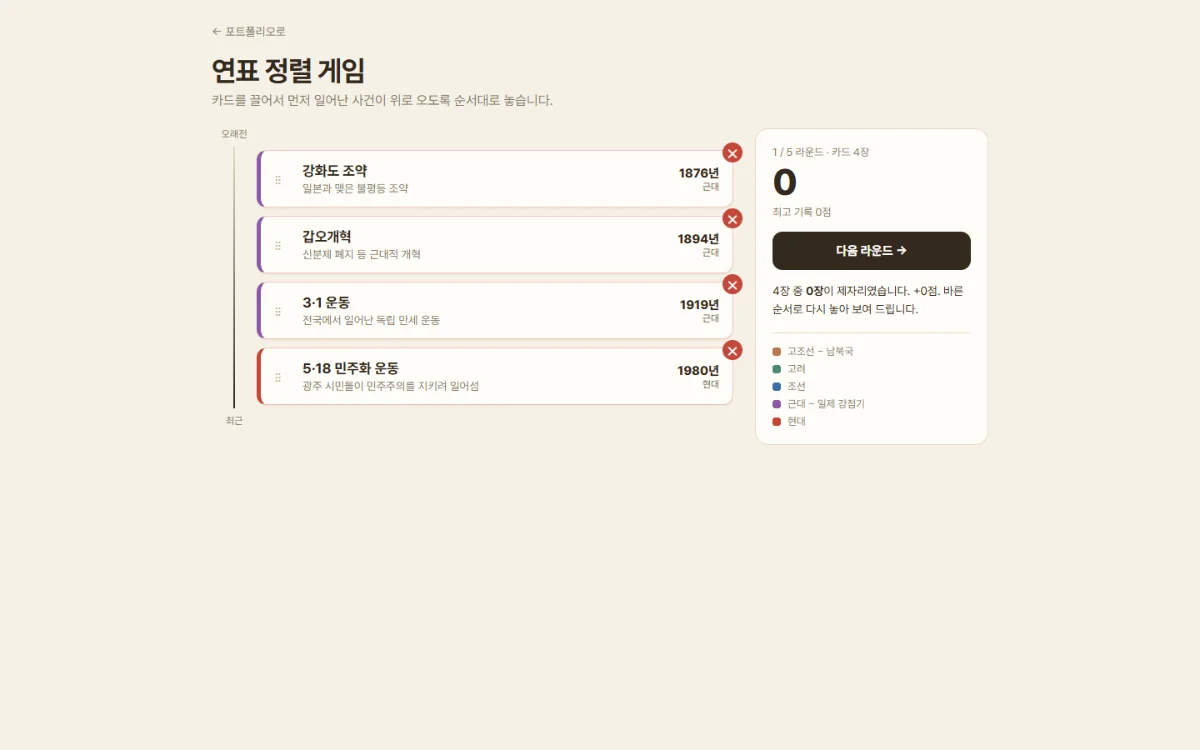 ← 포트폴리오로
연표 정렬 게임
카드를 끌어서 먼저 일어난 사건이 위로 오도록 순서대로 놓습니다.
오래전
강화도 조약
일본과 맺은 불평등 조약
1876년
근대
갑오개혁
신분제 폐지 등 근대적 개혁
1894년
근대
3·1 운동
전국에서 일어난 독립 만세 운동
1919년
근대
5·18 민주화 운동
광주 시민들이 민주주의를 지키려 일어섬
1980년
현대
최근
1 / 5 라운드 · 카드 4장
0
최고 기록 0점
다음 라운드 →
4장 중 0장이 제자리였습니다. +0점. 바른
순서로 다시 놓아 보여 드립니다.
고조선 – 남북국
고려
조선
근대 – 일제 강점기
현대